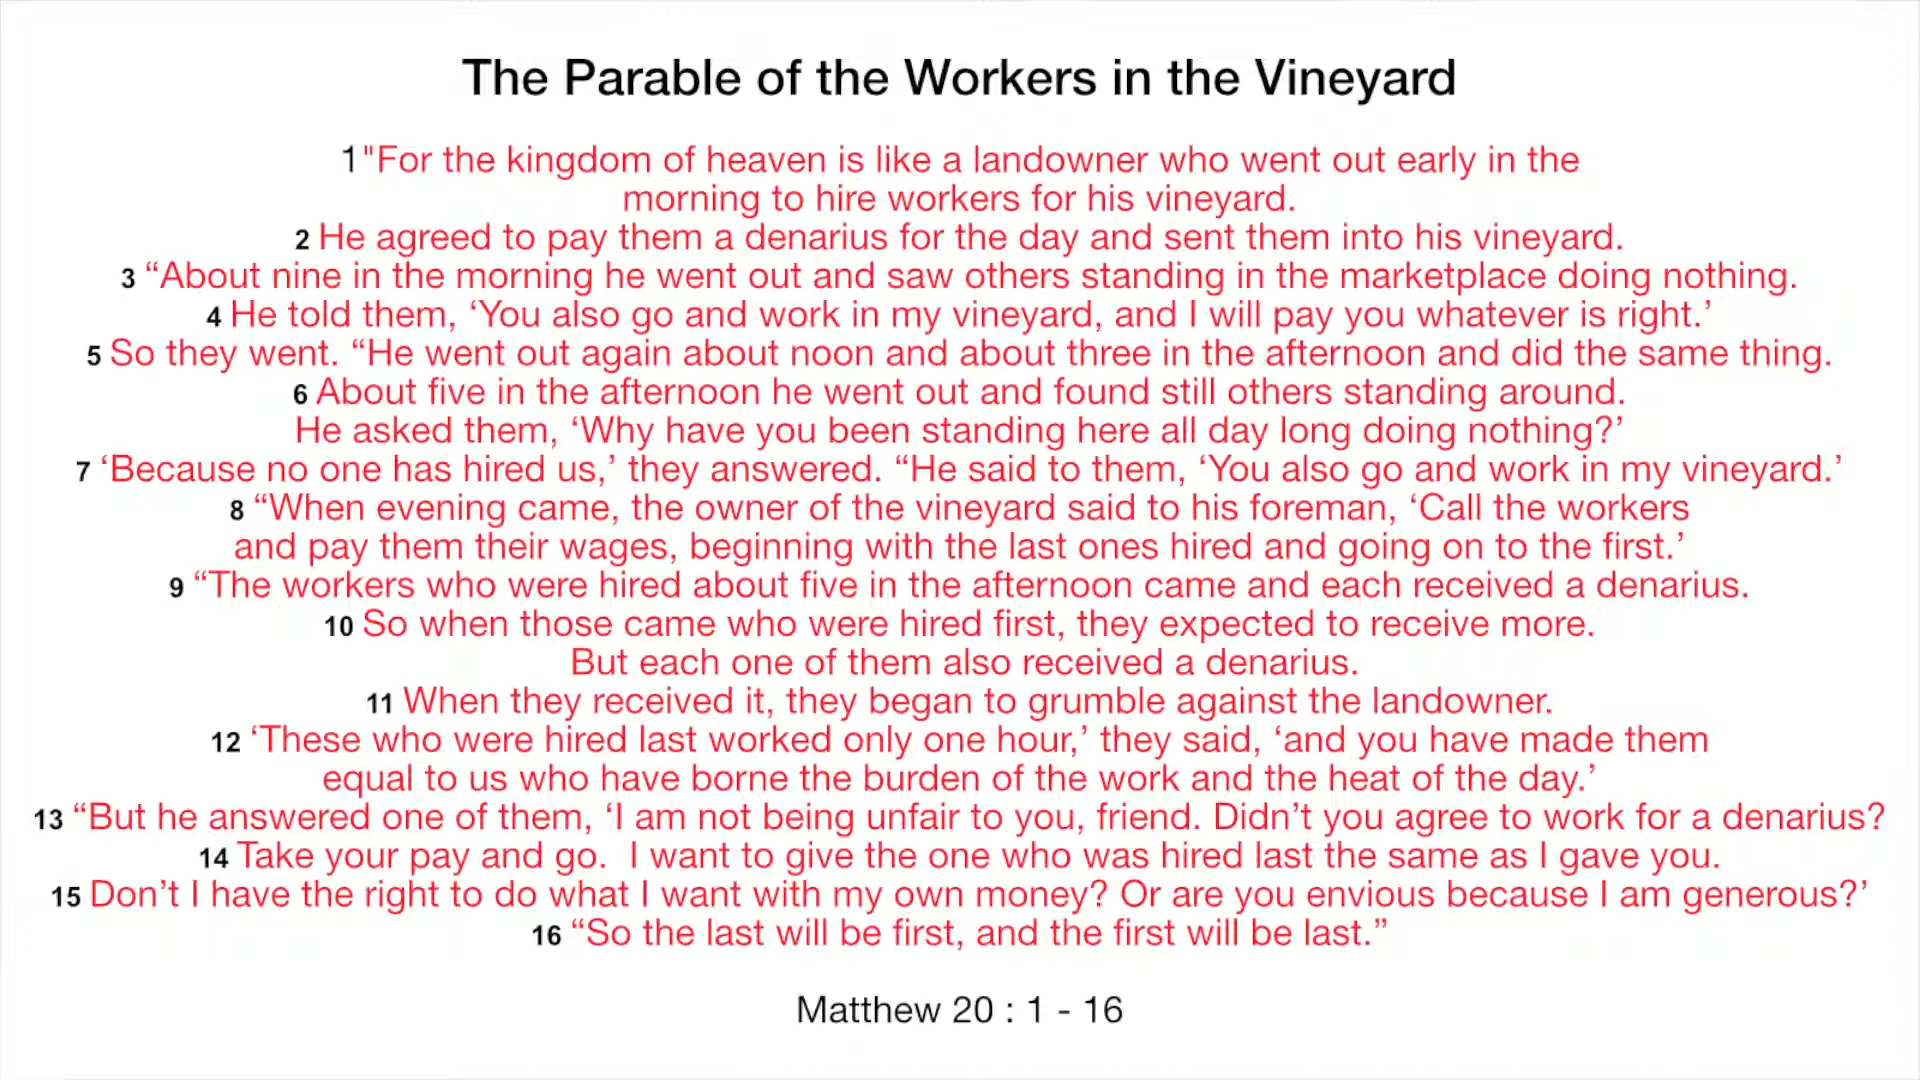 The Parable of the Workers in the Vineyard
1"For the kingdom of heaven is like a landowner who went out early in the
morning to hire workers for his vineyard.
2 He agreed to pay them a denarius for the day and sent them into his vineyard.
3 “About nine in the morning he went out and saw others standing in the marketplace doing nothing.
4 He told them, ‘You also go and work in my vineyard, and I will pay you whatever is right.’
5 So they went. “He went out again about noon and about three in the afternoon and did the same thing.
6 About five in the afternoon he went out and found still others standing around.
He asked them, ‘Why have you been standing here all day long doing nothing?’
7 ‘Because no one has hired us,’ they answered. “He said to them, ‘You also go and work in my vineyard.’
8 “When evening came, the owner of the vineyard said to his foreman, ‘Call the workers
and pay them their wages, beginning with the last ones hired and going on to the first.’
9 “The workers who were hired about five in the afternoon came and each received a denarius.
10 So when those came who were hired first, they expected to receive more.
But each one of them also received a denarius.
11 When they received it, they began to grumble against the landowner.
12 ‘These who were hired last worked only one hour,’ they said, ‘and you have made them
equal to us who have borne the burden of the work and the heat of the day.’
13 “But he answered one of them, ‘I am not being unfair to you, friend. Didn’t you agree to work for a denarius?
14 Take your pay and go.  I want to give the one who was hired last the same as I gave you.
15 Don’t I have the right to do what I want with my own money? Or are you envious because I am generous?’
16 “So the last will be first, and the first will be last.”
Matthew 20 : 1 - 16